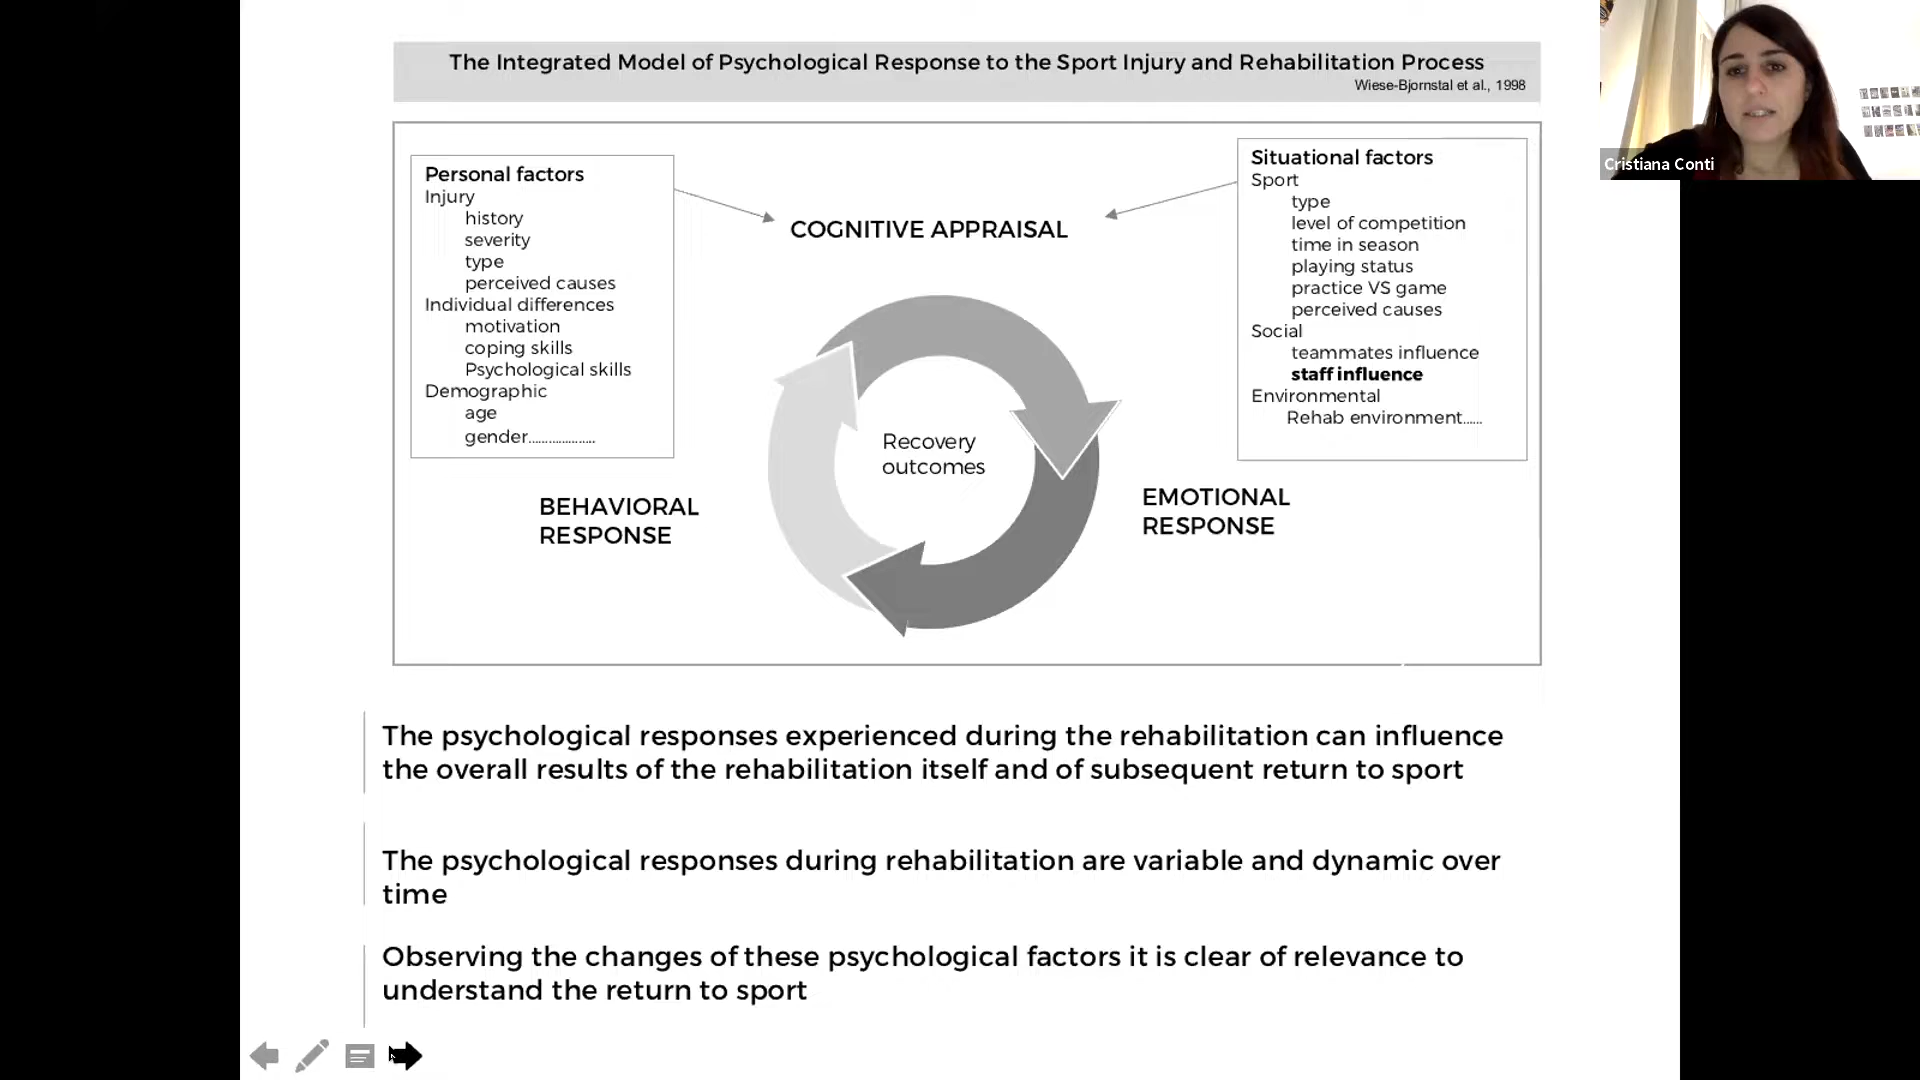 The Integrated Model of Psychological Response to the Sport Injury and Rehabilitation Process
Wiese-Bjornstal et al., 1998
Personal factors
Injury
history
severity
type
perceived causes
Individual differences
motivation
coping skills
Psychological skills
Demographic
age
gender...................
COGNITIVE APPRAISAL
Situational factors
Sport
type
level of competition
time in season
playing status
practice VS game
perceived causes
Social
teammates influence
staff influence
Environmental
Rehab environment.....
Recovery
outcomes
BEHAVIORAL
RESPONSE
EMOTIONAL
RESPONSE
The psychological responses experienced during the rehabilitation can influence
the overall results of the rehabilitation itself and of subsequent return to sport
The psychological responses during rehabilitation are variable and dynamic over
time
Observing the changes of these psychological factors it is clear of relevance to
understand the return to sport
Cristiana Conti